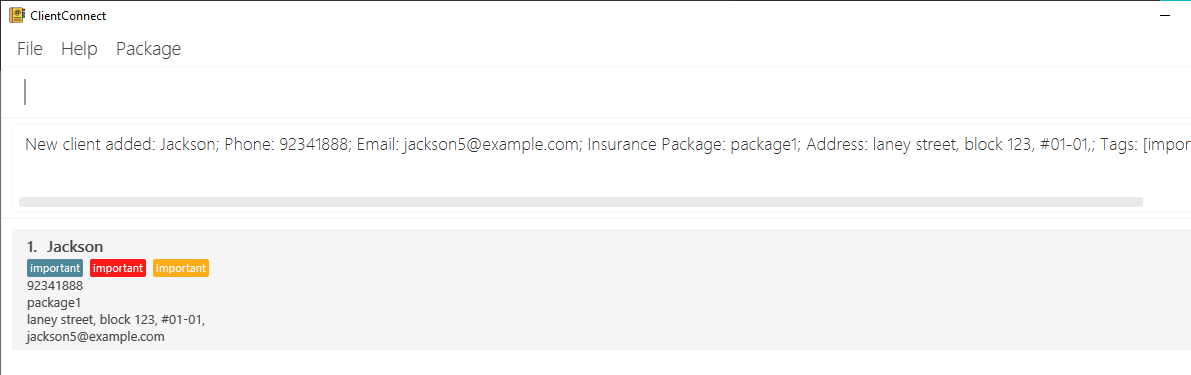 ClientConnect
File Help Package
New client added: Jackson; Phone: 92341888; Email: jackson5@example.com; Insurance Package: package1; Address: laney street, block 123, #01-01,; Tags: [impor
1. Jackson
important important important
92341888
package1
laney street, block 123, #01-01,
jackson5@example.com